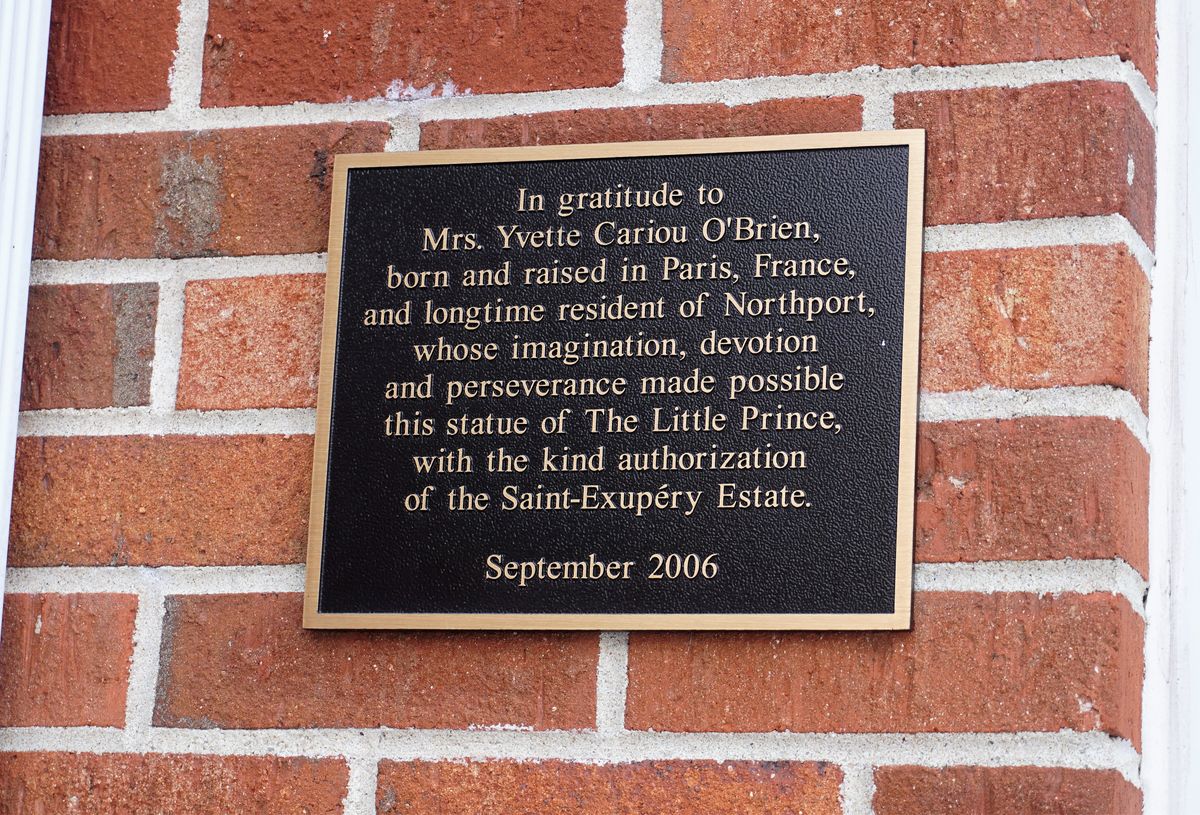 In gratitude to
Mrs. Yvette Cariou O'Brien,
born and raised in Paris, France,
and longtime resident of Northport,
whose imagination, devotion
and perseverance made possible
this statue of The Little Prince,
with the kind authorization
of the Saint-Exupéry Estate.
September 2006